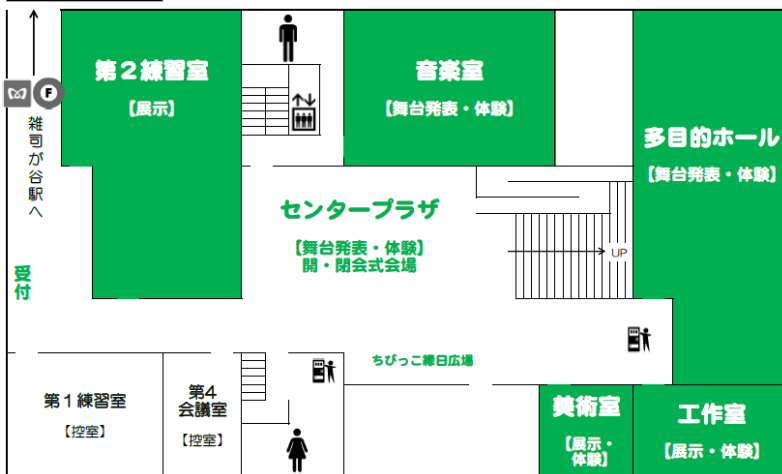 第2練習室
【展示】
音楽室
【舞台発表・体験】
多目的ホール
【舞台発表・体験】
F
雑司が谷駅へ
センタープラザ
【舞台発表・体験】
開・閉会式会場
UP
受付
ちびっこ縁日広場
第1練習室
【控室】
第4
会議室
【控室】
美術室
【展示・
体験】
工作室
【展示・体験】